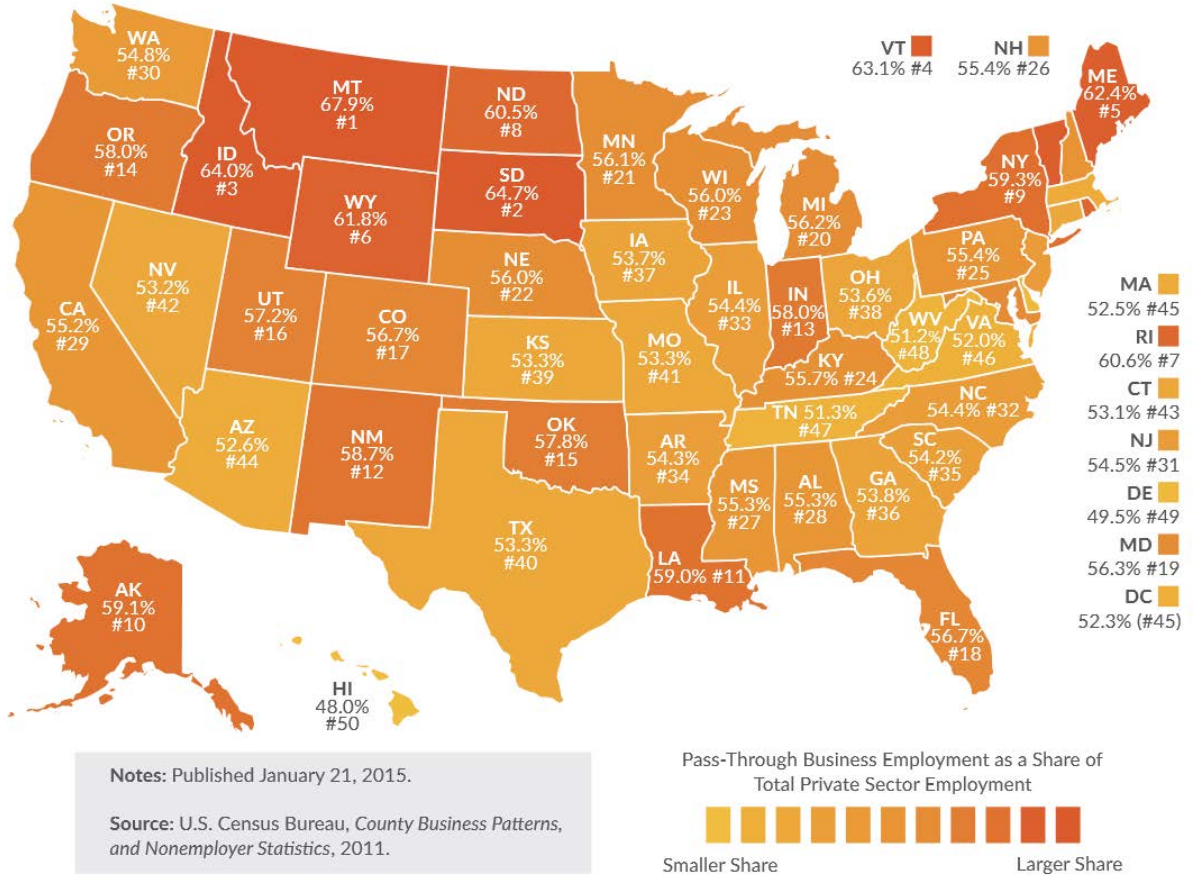 WA
54.8%
#30
OR
58.0%
#14
ID
64.0%
#3
MT
67.9%
#1
WY
61.8%
#6
ND
60.5%
#8
SD
64.7%
#2
NE
56.0%
#22
MN
56.1%
#21
WI
56.0%
#23
MI
56.2%
#20
IA
53.7%
#37
IL
54.4%
#33
IN
58.0%
#13
OH
53.6%
#38
PA
55.4%
#25
NY
59.3%
#9
VT
63.1% #4
NH
55.4% #26
ME
62.4%
#5
CA
55.2%
#29
NV
53.2%
#42
UT
57.2%
#16
CO
56.7%
#17
KS
53.3%
#39
MO
53.3%
#41
KY
55.7% #24
WV
51.2%
#48
VA
52.0%
#46
AZ
52.6%
#44
NM
58.7%
#12
OK
57.8%
#15
AR
54.3%
#34
TN 51.3%
#47
NC
54.4% #32
SC
54.2%
#35
TX
53.3%
#40
LA
59.0% #11
MS
55.3%
#27
AL
55.3%
#28
GA
53.8%
#36
FL
56.7%
#18
MA
52.5% #45
RI
60.6% #7
CT
53.1% #43
NJ
54.5% #31
DE
49.5% #49
MD
56.3% #19
DC
52.3% (#45)
AK
59.1%
#10
HI
48.0%
#50
Notes: Published January 21, 2015.
Source: U.S. Census Bureau, County Business Patterns,
and Nonemployer Statistics, 2011.
Pass-Through Business Employment as a Share of
Total Private Sector Employment
Smaller Share
Larger Share